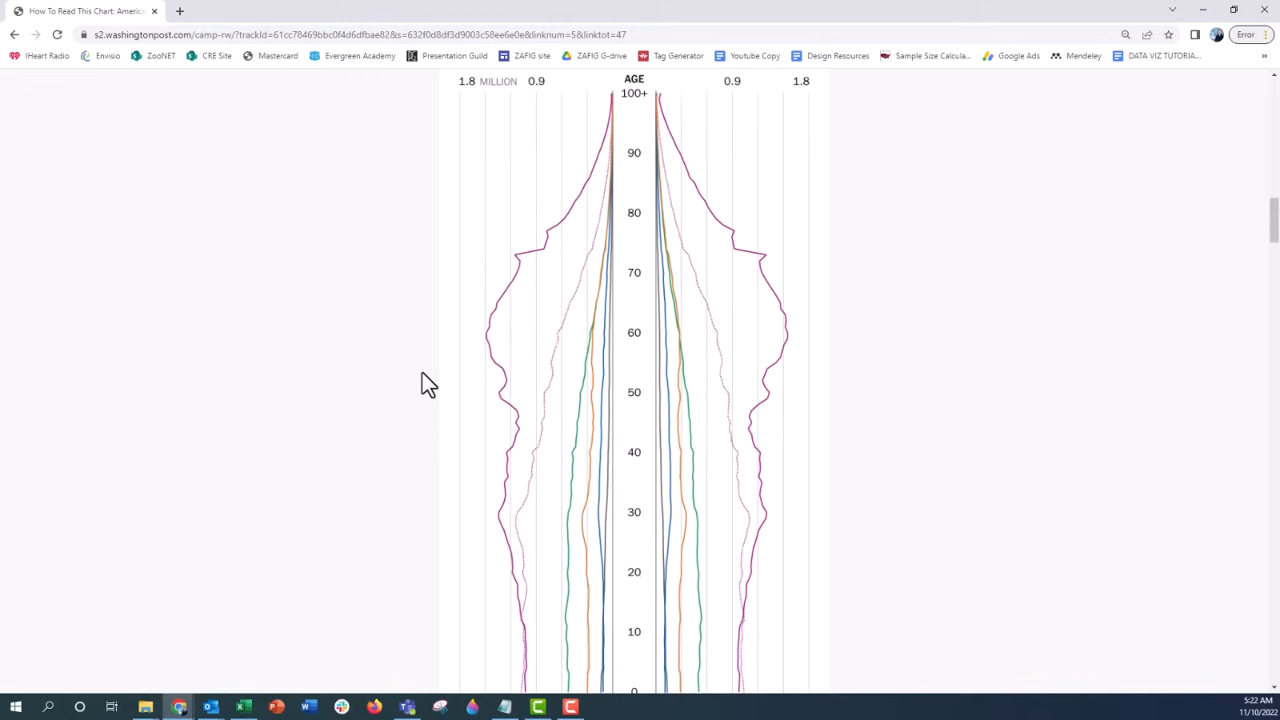 How To Read This Chart: Americ
s2.washingtonpost.com/camp-rw/?trackId=61cc78469bbc0f4d6dfbae82&s=632f0d8df3d9003c58ee6e0e&linknum=5&linktot=47
Error
iHeart Radio Envisio ZooNET CRE Site Mastercard Evergreen Academy Presentation Guild ZAFIG site ZAFIG G-drive Tag Generator Youtube Copy Design Resources Sample Size Calcula... Google Ads Mendeley DATA VIZ TUTORIA...
AGE
1.8 MILLION 0.9 0.9 1.8
100+
90
80
70
60
50
40
30
20
10
0
5:22 AM
11/10/2022